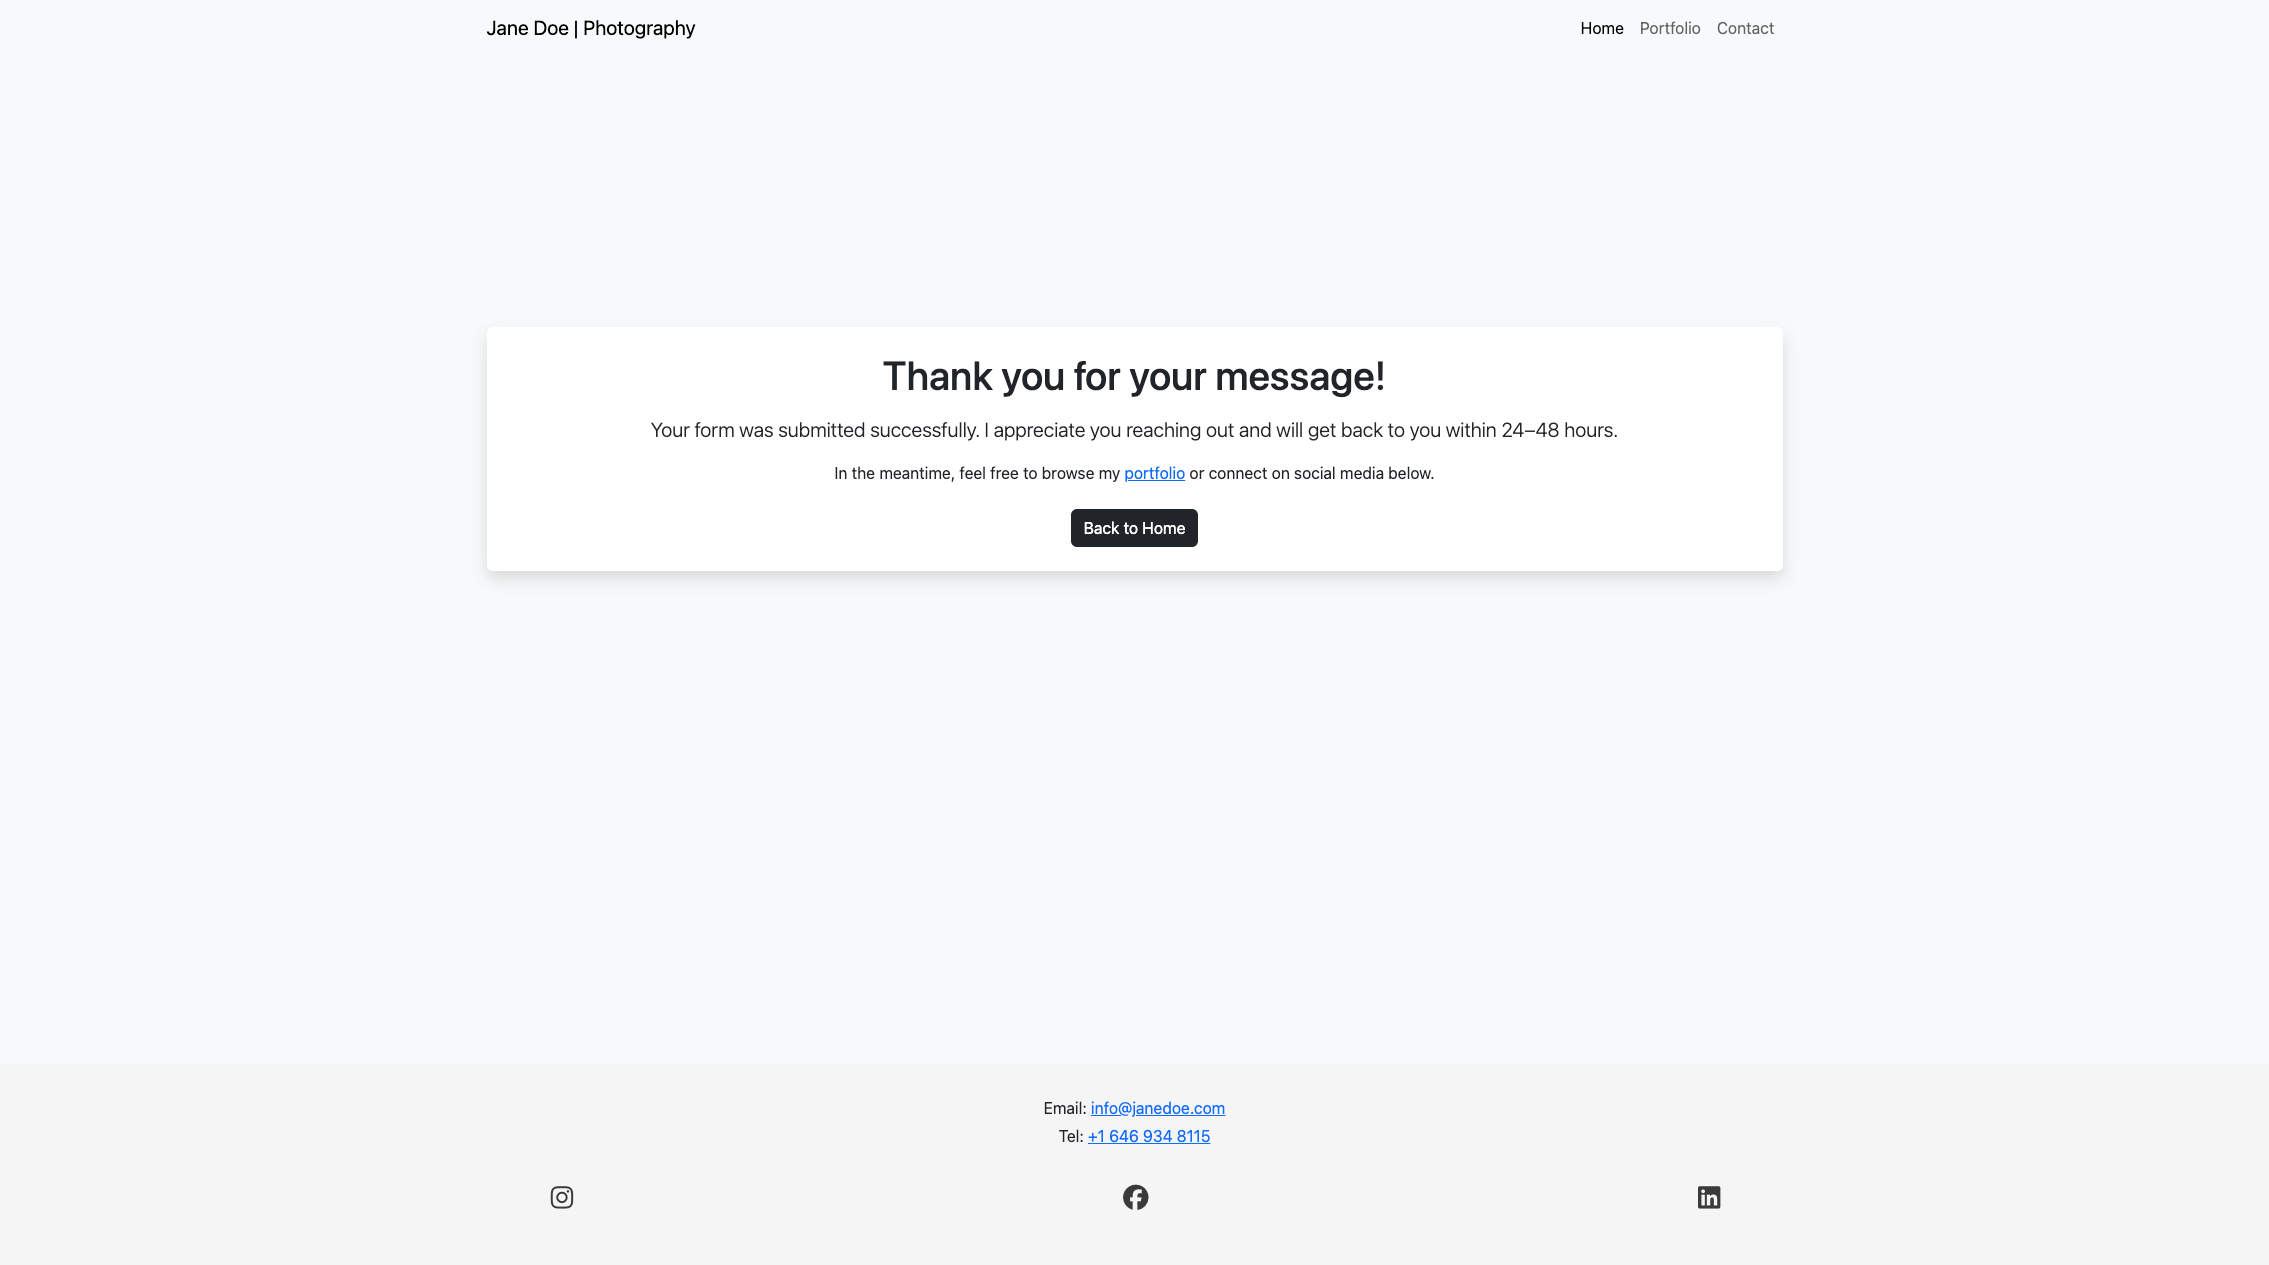 Jane Doe | Photography
Home Portfolio Contact
Thank you for your message!
Your form was submitted successfully. I appreciate you reaching out and will get back to you within 24–48 hours.
In the meantime, feel free to browse my portfolio or connect on social media below.
Back to Home
Email: info@janedoe.com
Tel: +1 646 934 8115